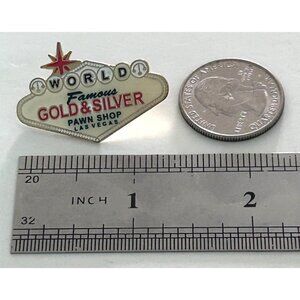 WORLD
Famous
GOLD & SILVER
PAWN SHOP
LAS VEGAS
20
INCH
1
2
32